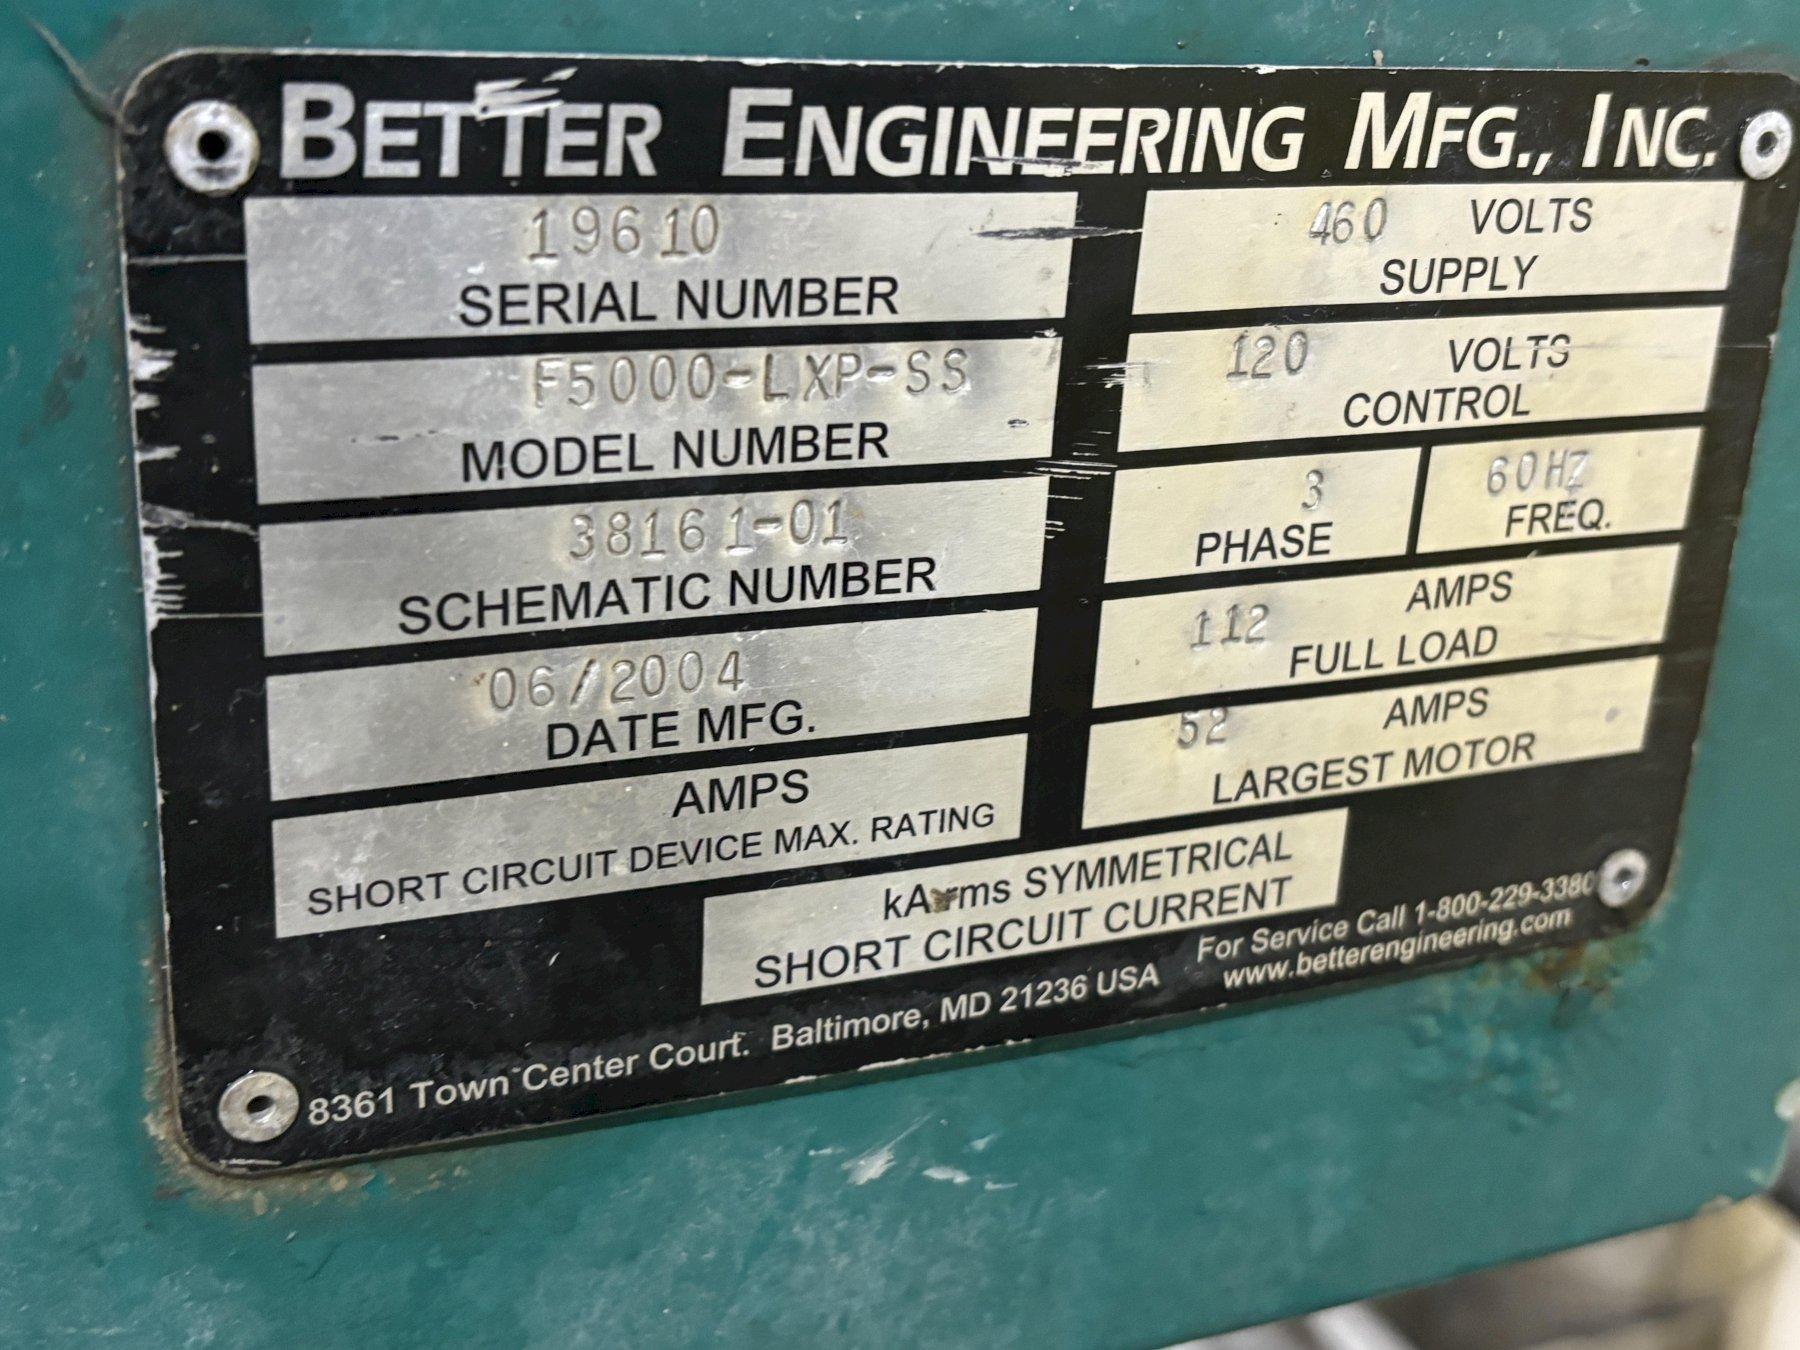 BETTER ENGINEERING MFG., INC.
19610
SERIAL NUMBER
F5000-LXP-SS
MODEL NUMBER
38161-01
SCHEMATIC NUMBER
06/2004
DATE MFG.
AMPS
SHORT CIRCUIT DEVICE MAX. RATING
460 VOLTS
SUPPLY
120 VOLTS
CONTROL
3
PHASE
60HZ
FREQ.
112 AMPS
FULL LOAD
52 AMPS
LARGEST MOTOR
kArms SYMMETRICAL
SHORT CIRCUIT CURRENT
For Service Call 1-800-229-3380
www.betterengineering.com
8361 Town Center Court. Baltimore, MD 21236 USA